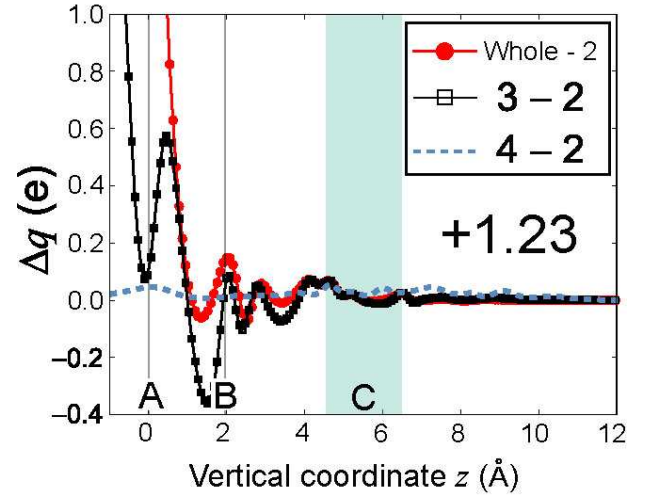 1.0
0.8
0.6
0.4
0.2
0.0
−0.2
−0.4
Δq (e)
Whole - 2
3 – 2
4 – 2
+1.23
A
B
C
0 2 4 6 8 10 12
Vertical coordinate z (Å)